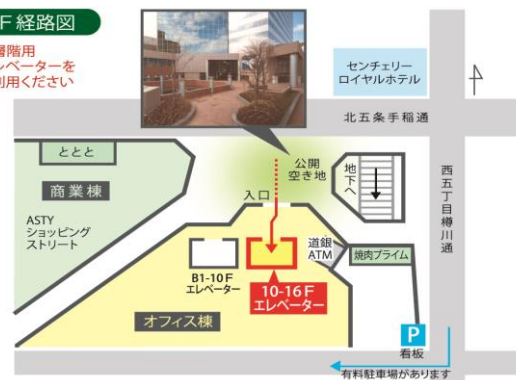 F 経路図
層階用
レベーターを
利用ください
センチェリー
ロイヤルホテル
北五条手稲通
ととと
商業棟
公開
空き地
地下へ
西五丁目樽川通
入口
ASTY
ショッピング
ストリート
道銀
ATM
焼肉プライム
B1-10F
エレベーター
10-16F
エレベーター
オフィス棟
P
看板
有料駐車場があります